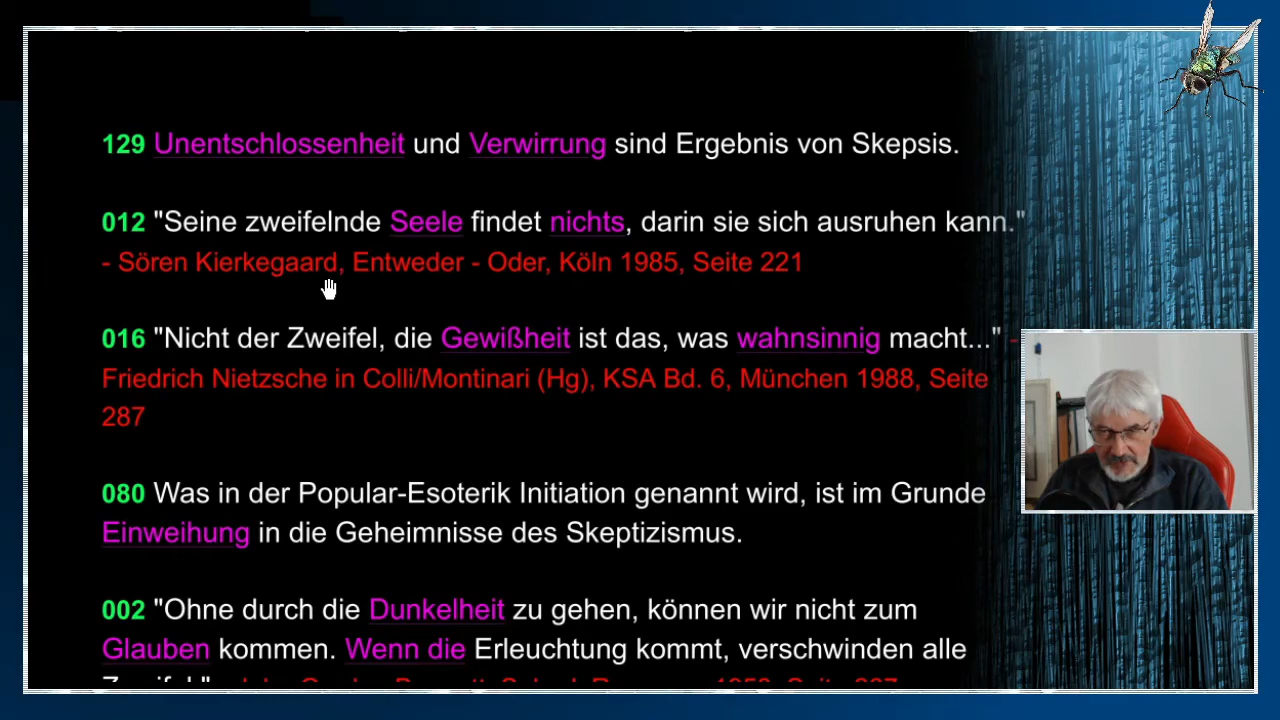 129 Unentschlossenheit und Verwirrung sind Ergebnis von Skepsis.
012 "Seine zweifelnde Seele findet nichts, darin sie sich ausruhen kann."
- Sören Kierkegaard, Entweder - Oder, Köln 1985, Seite 221
016 "Nicht der Zweifel, die Gewißheit ist das, was wahnsinnig macht..." -
Friedrich Nietzsche in Colli/Montinari (Hg), KSA Bd. 6, München 1988, Seite
287
080 Was in der Popular-Esoterik Initiation genannt wird, ist im Grunde
Einweihung in die Geheimnisse des Skeptizismus.
002 "Ohne durch die Dunkelheit zu gehen, können wir nicht zum
Glauben kommen. Wenn die Erleuchtung kommt, verschwinden alle